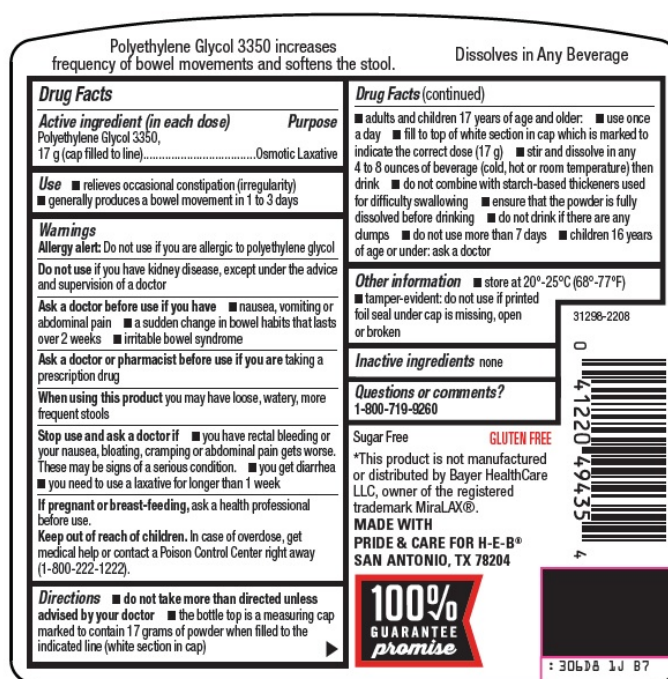 Polyethylene Glycol 3350 increases
frequency of bowel movements and softens the stool.
Dissolves in Any Beverage
Drug Facts
Active ingredient (in each dose) Purpose
Polyethylene Glycol 3350,
17 g (cap filled to line)....................................Osmotic Laxative
Use ■ relieves occasional constipation (irregularity)
■ generally produces a bowel movement in 1 to 3 days
Warnings
Allergy alert: Do not use if you are allergic to polyethylene glycol
Do not use if you have kidney disease, except under the advice
and supervision of a doctor
Ask a doctor before use if you have ■ nausea, vomiting or
abdominal pain ■ a sudden change in bowel habits that lasts
over 2 weeks ■ irritable bowel syndrome
Ask a doctor or pharmacist before use if you are taking a
prescription drug
When using this product you may have loose, watery, more
frequent stools
Stop use and ask a doctor if ■ you have rectal bleeding or
your nausea, bloating, cramping or abdominal pain gets worse.
These may be signs of a serious condition. ■ you get diarrhea
■ you need to use a laxative for longer than 1 week
If pregnant or breast-feeding, ask a health professional
before use.
Keep out of reach of children. In case of overdose, get
medical help or contact a Poison Control Center right away
(1-800-222-1222).
Directions ■ do not take more than directed unless
advised by your doctor ■ the bottle top is a measuring cap
marked to contain 17 grams of powder when filled to the
indicated line (white section in cap)
Drug Facts (continued)
■ adults and children 17 years of age and older: ■ use once
a day ■ fill to top of white section in cap which is marked to
indicate the correct dose (17 g) ■ stir and dissolve in any
4 to 8 ounces of beverage (cold, hot or room temperature) then
drink ■ do not combine with starch-based thickeners used
for difficulty swallowing ■ ensure that the powder is fully
dissolved before drinking ■ do not drink if there are any
clumps ■ do not use more than 7 days ■ children 16 years
of age or under: ask a doctor
Other information ■ store at 20°-25°C (68°-77°F)
■ tamper-evident: do not use if printed
foil seal under cap is missing, open
or broken
Inactive ingredients none
Questions or comments?
1-800-719-9260
Sugar Free GLUTEN FREE
*This product is not manufactured
or distributed by Bayer HealthCare
LLC, owner of the registered
trademark MiraLAX®.
MADE WITH
PRIDE & CARE FOR H-E-B®
SAN ANTONIO, TX 78204
100%
GUARANTEE
promise
31298-2208
0 41220 49435 4
: 306D8 1J B7